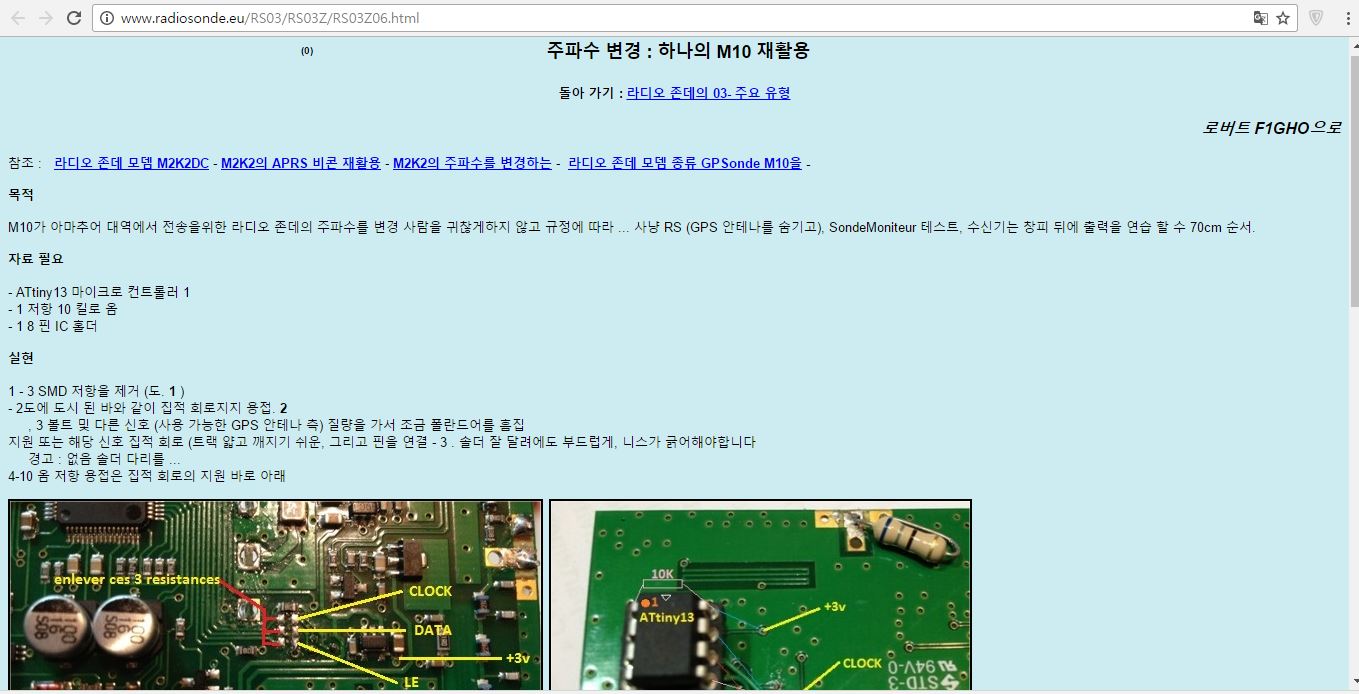 www.radiosonde.eu/RS03/RS03Z/RS03Z06.html
(0)
주파수 변경 : 하나의 M10 재활용
돌아 가기 : 라디오 존데의 03- 주요 유형
로버트 F1GHO으로
참조 : 라디오 존데 모뎀 M2K2DC - M2K2의 APRS 비콘 재활용 - M2K2의 주파수를 변경하는 - 라디오 존데 모뎀 종류 GPSonde M10을 -
목적
M10가 아마추어 대역에서 전송을위한 라디오 존데의 주파수를 변경 사람을 귀찮게하지 않고 규정에 따라 ... 사냥 RS (GPS 안테나를 숨기고), SondeMoniteur 테스트, 수신기는 창피 뒤에 출력을 연습 할 수 70cm 순서.
자료 필요
- ATtiny13 마이크로 컨트롤러 1
- 1 저항 10 킬로 옴
- 1 8 핀 IC 홀더
실현
1 - 3 SMD 저항을 제거 (도. 1 )
- 2도에 도시 된 바와 같이 집적 회로지지 용접. 2
, 3 볼트 및 다른 신호 (사용 가능한 GPS 안테나 측) 질량을 가서 조금 폴란드어를 흠집
지원 또는 해당 신호 집적 회로 (트랙 얇고 깨지기 쉬운, 그리고 핀을 연결 - 3 . 솔더 잘 달려에도 부드럽게, 니스가 긁어해야합니다
경고 : 없음 솔더 다리를 ...
4-10 옴 저항 용접은 집적 회로의 지원 바로 아래
enlever ces 3 resistances
CLOCK
DATA
+3v
LE
10K
1
ATtiny13
+3v
CLOCK
94V-0
STD-3